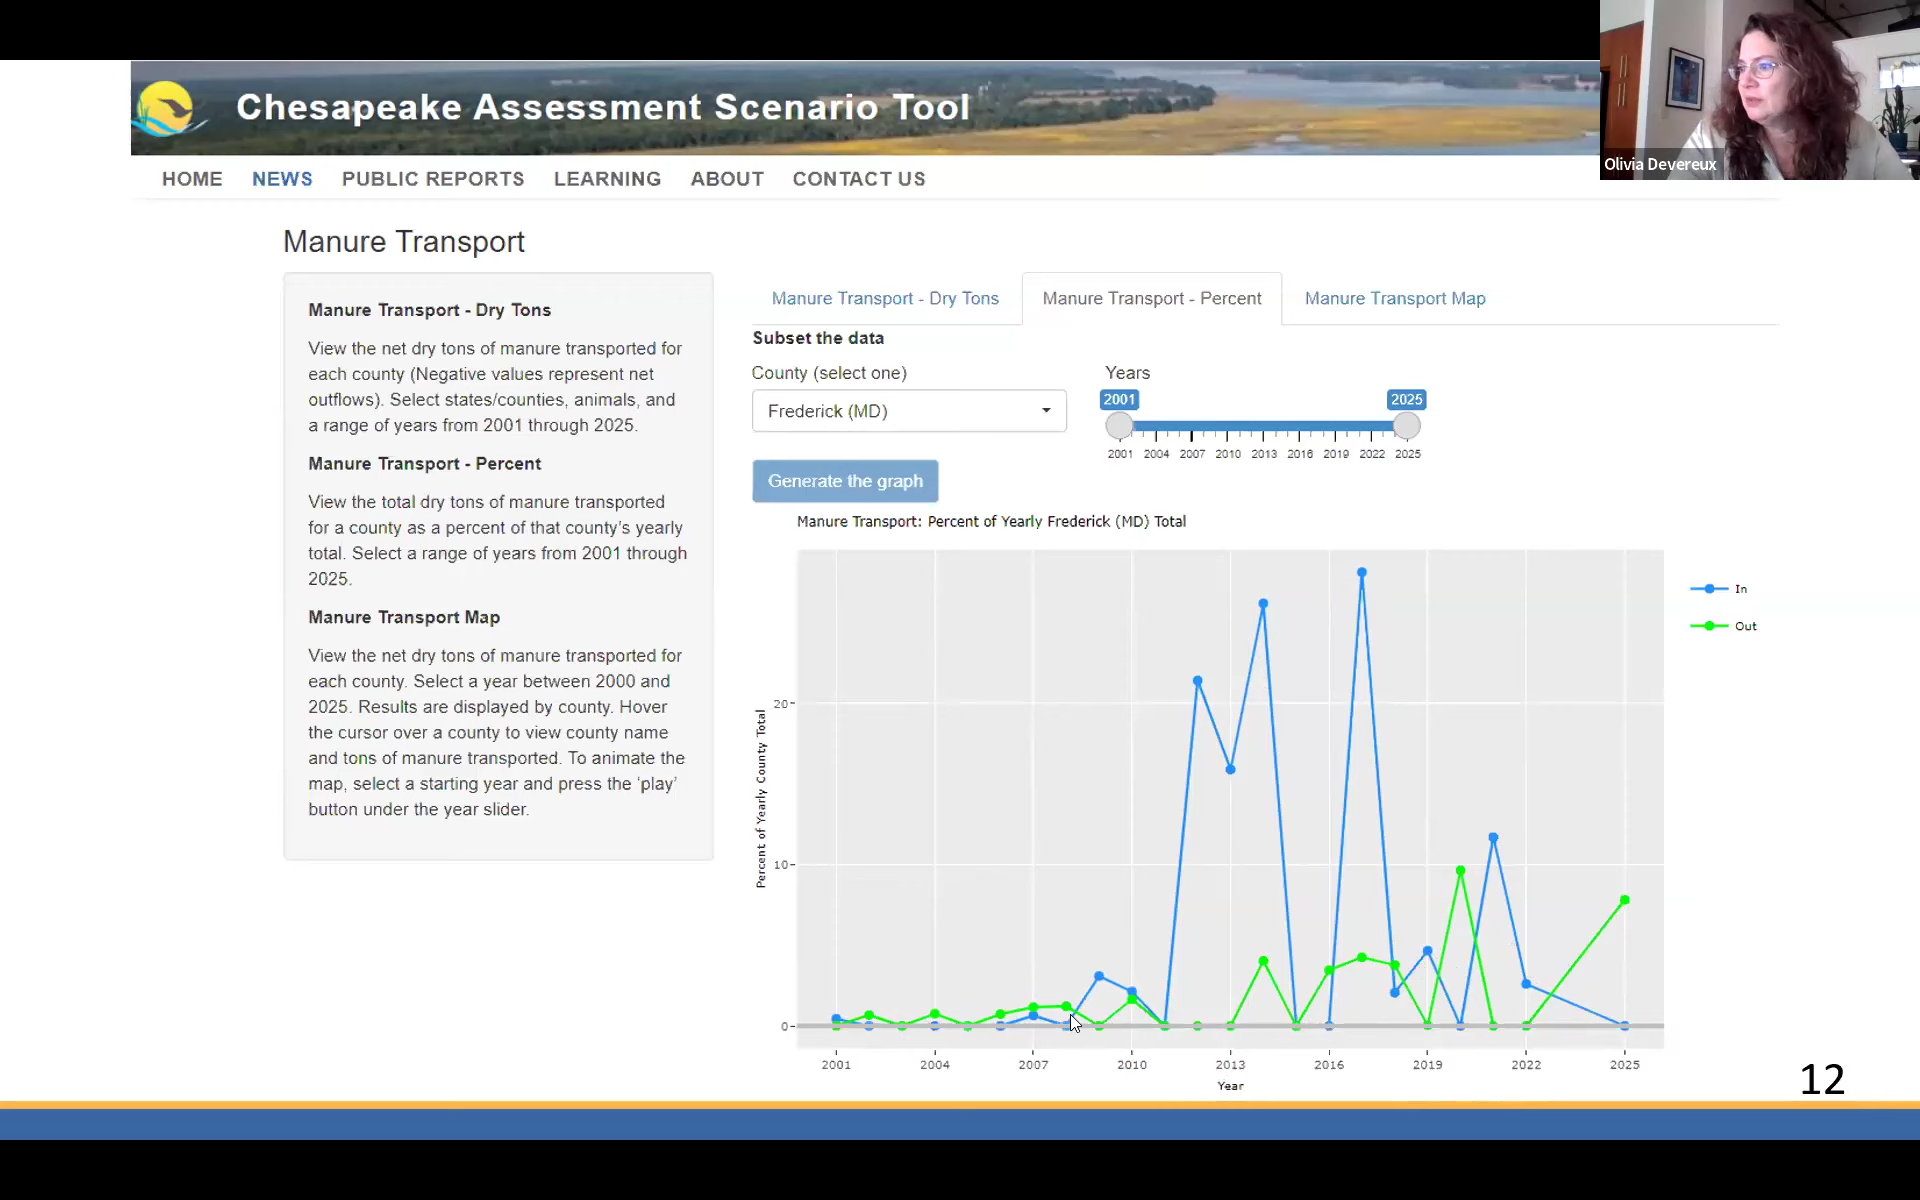 Chesapeake Assessment Scenario Tool
Olivia Devereux
HOME NEWS PUBLIC REPORTS LEARNING ABOUT CONTACT US
Manure Transport
Manure Transport - Dry Tons
View the net dry tons of manure transported for
each county (Negative values represent net
outflows). Select states/counties, animals, and
a range of years from 2001 through 2025.
Manure Transport - Percent
View the total dry tons of manure transported
for a county as a percent of that county's yearly
total. Select a range of years from 2001 through
2025.
Manure Transport Map
View the net dry tons of manure transported for
each county. Select a year between 2000 and
2025. Results are displayed by county. Hover
the cursor over a county to view county name
and tons of manure transported. To animate the
map, select a starting year and press the ‘play’
button under the year slider.
Manure Transport - Dry Tons Manure Transport - Percent Manure Transport Map
Subset the data
County (select one)
Frederick (MD)
Years
2001 2025
2001 2004 2007 2010 2013 2016 2019 2022 2025
Generate the graph
Manure Transport: Percent of Yearly Frederick (MD) Total
Percent of Yearly County Total
20
10
0
2001 2004 2007 2010 2013 2016 2019 2022 2025
Year
In
Out
12